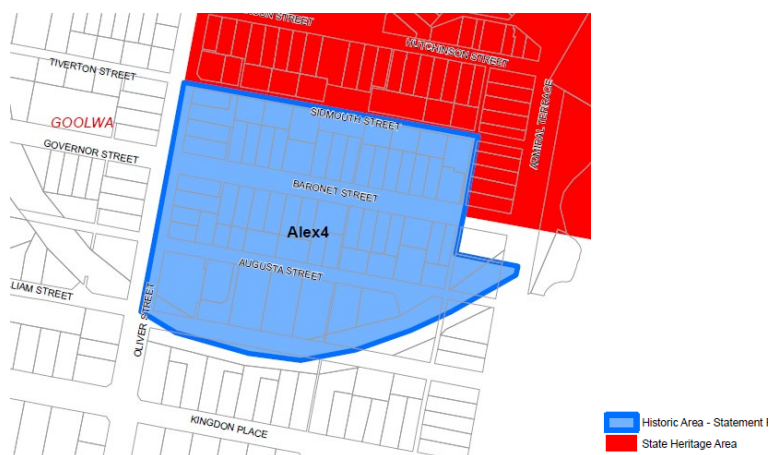 STREET
HUTCHINSON STREET
TIVERTON STREET
ADMIRAL TERRACE
SIDMOUTH STREET
GOOLWA
GOVERNOR STREET
BARONET STREET
Alex4
AUGUSTA STREET
LIAM STREET
OLIVER STREET
KINGDON PLACE
Historic Area - Statement
State Heritage Area